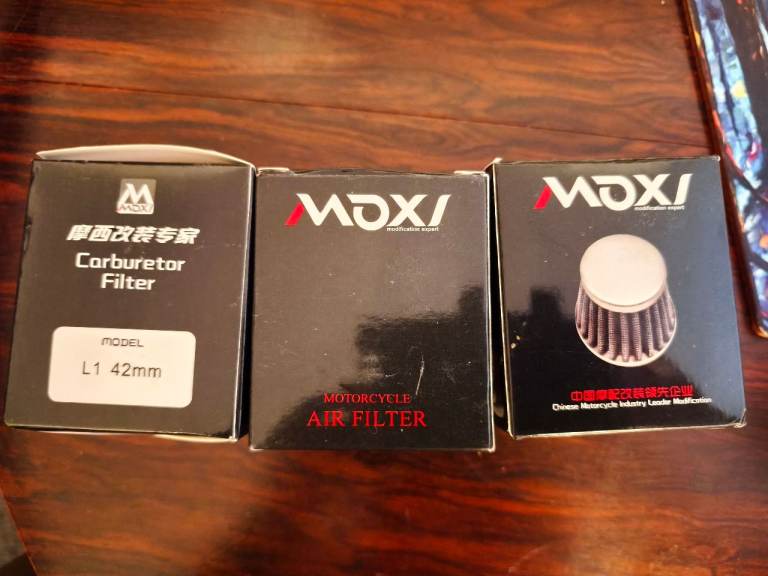 MOXI
摩西改装专家
Carburetor
Filter
MODEL
L1 42mm
MOXI
modification expert
MOTORCYCLE
AIR FILTER
MOXI
modification expert
中国摩配改装领先企业
Chinese Motorcycle Industry Leader Modification